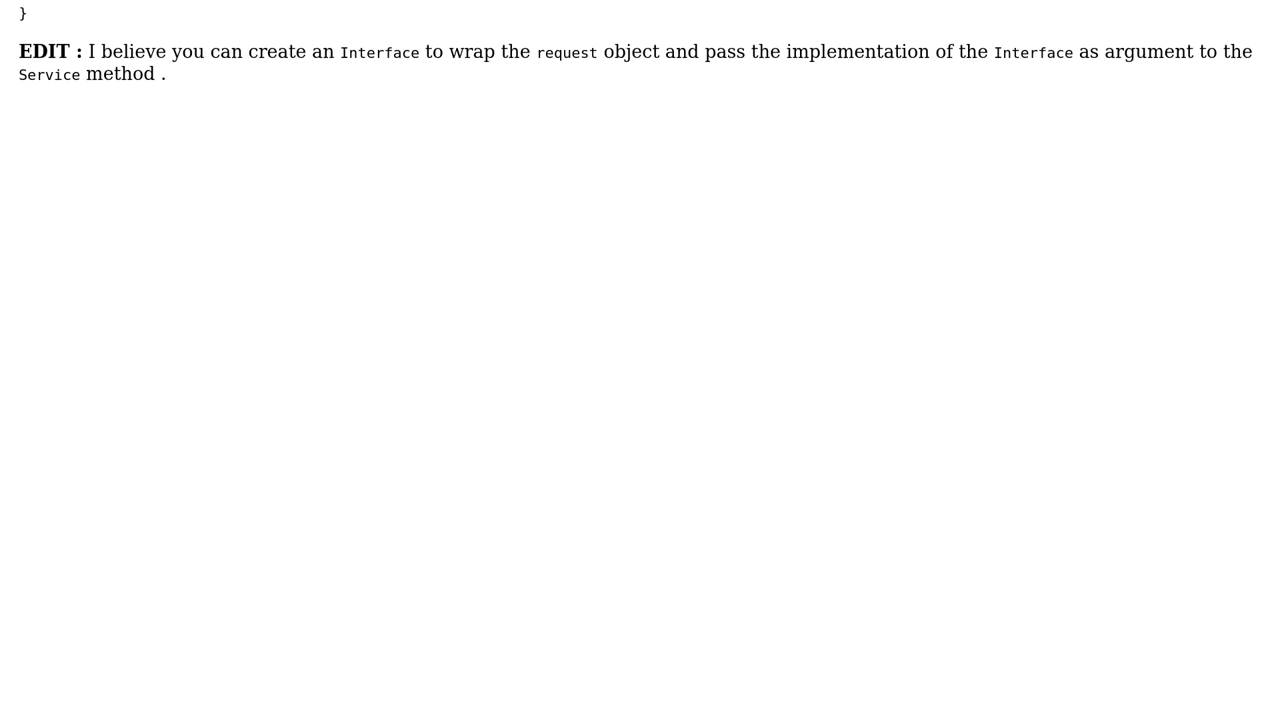 }
EDIT : I believe you can create an Interface to wrap the request object and pass the implementation of the Interface as argument to the
Service method .